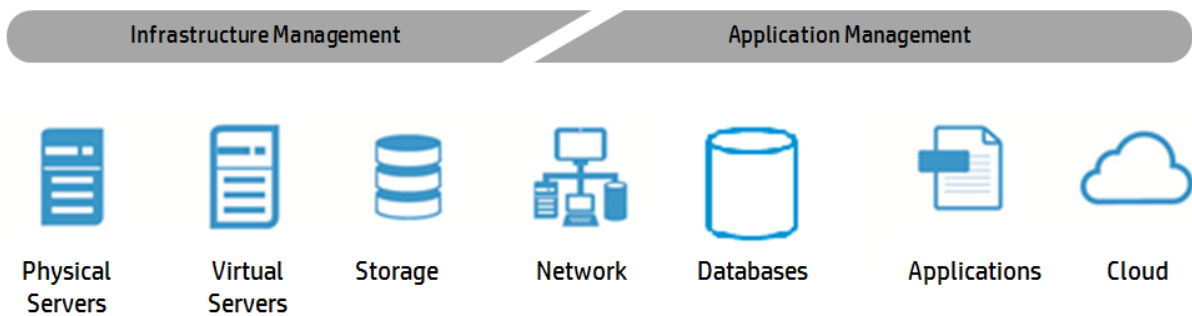 Infrastructure Management
Application Management
Physical
Servers
Virtual
Servers
Storage
Network
Databases
Applications
Cloud